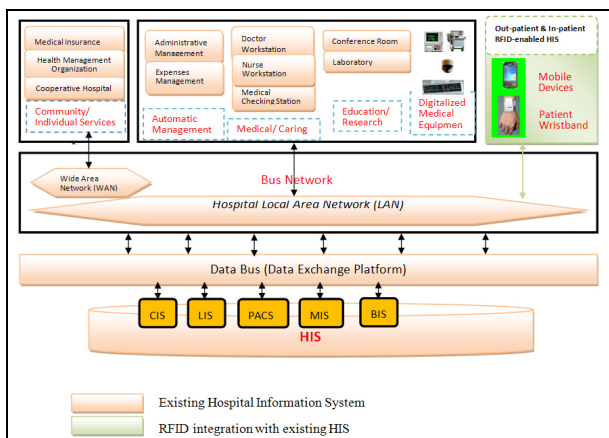 Medical Insurance
Health Management
Organization
Cooperative Hospital
Community/
Individual Services
Administrative
Management
Expenses
Management
Automatic
Management
Doctor
Workstation
Nurse
Workstation
Medical
Checking Station
Medical/ Caring
Conference Room
Laboratory
Education/
Research
Digitalized
Medical
Equipmen
Out-patient & In-patient
RFID-enabled HIS
Mobile
Devices
Patient
Wristband
Wide Area
Network (WAN)
Bus Network
Hospital Local Area Network (LAN)
Data Bus (Data Exchange Platform)
CIS
LIS
PACS
MIS
BIS
HIS
Existing Hospital Information System
RFID integration with existing HIS